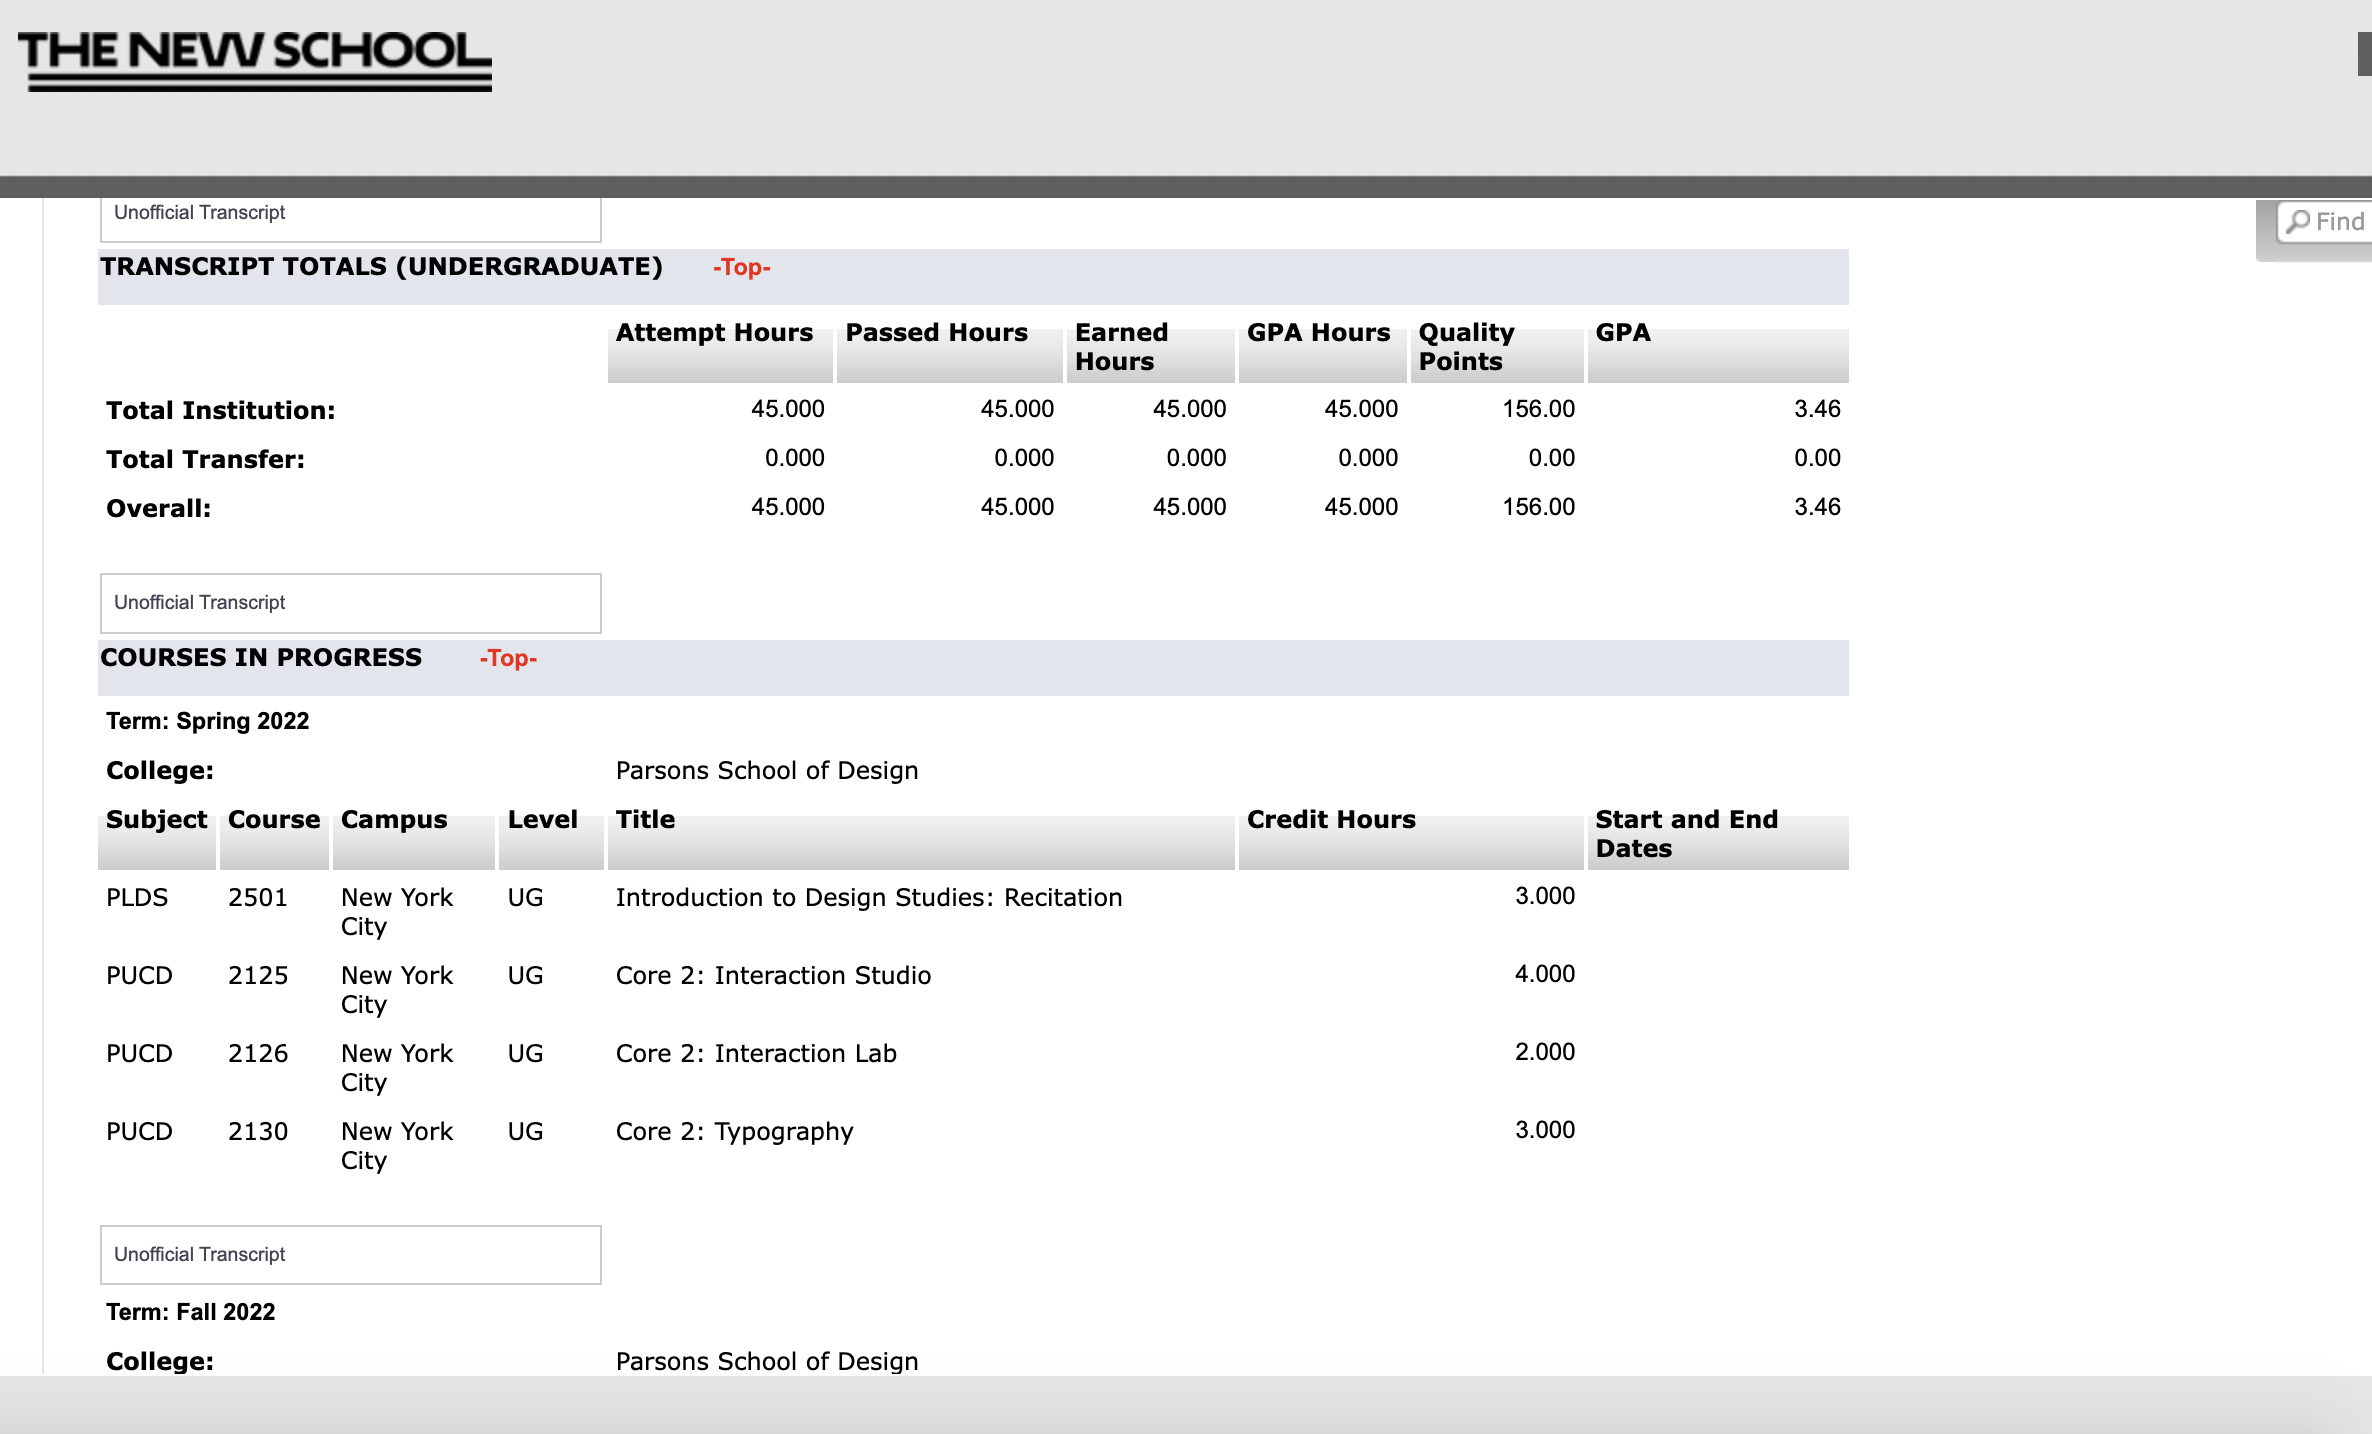 THE NEW SCHOOL
Find
Unofficial Transcript
TRANSCRIPT TOTALS (UNDERGRADUATE) -Top-
Attempt Hours Passed Hours Earned Hours GPA Hours Quality Points GPA
Total Institution: 45.000 45.000 45.000 45.000 156.00 3.46
Total Transfer: 0.000 0.000 0.000 0.000 0.00 0.00
Overall: 45.000 45.000 45.000 45.000 156.00 3.46
Unofficial Transcript
COURSES IN PROGRESS -Top-
Term: Spring 2022
College: Parsons School of Design
Subject Course Campus Level Title Credit Hours Start and End Dates
PLDS 2501 New York City UG Introduction to Design Studies: Recitation 3.000
PUCD 2125 New York City UG Core 2: Interaction Studio 4.000
PUCD 2126 New York City UG Core 2: Interaction Lab 2.000
PUCD 2130 New York City UG Core 2: Typography 3.000
Unofficial Transcript
Term: Fall 2022
College: Parsons School of Design